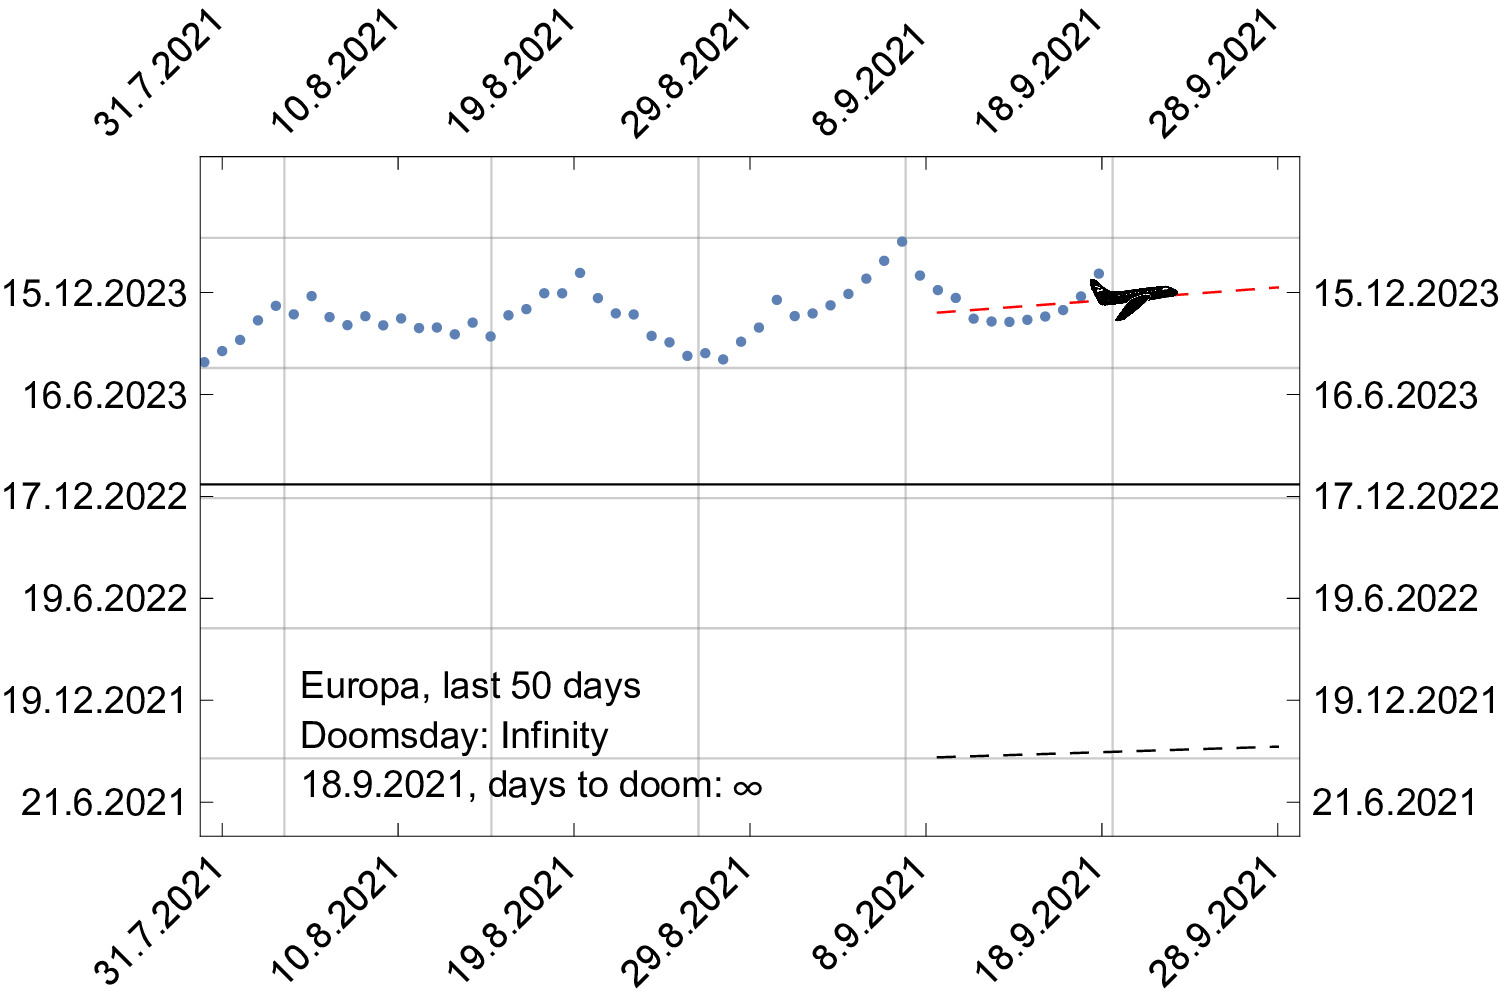 31.7.2021 10.8.2021 19.8.2021 29.8.2021 8.9.2021 18.9.2021 28.9.2021
15.12.2023 15.12.2023
16.6.2023 16.6.2023
17.12.2022 17.12.2022
19.6.2022 19.6.2022
19.12.2021 19.12.2021
21.6.2021 21.6.2021
Europa, last 50 days
Doomsday: Infinity
18.9.2021, days to doom: ∞
31.7.2021 10.8.2021 19.8.2021 29.8.2021 8.9.2021 18.9.2021 28.9.2021